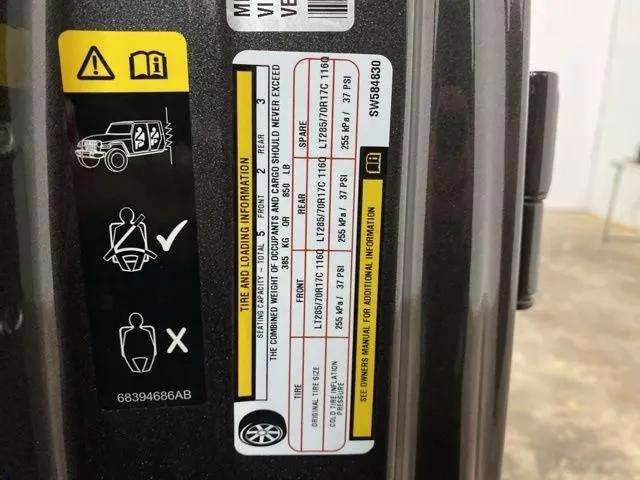 TIRE AND LOADING INFORMATION
SEATING CAPACITY – TOTAL 5 FRONT 2 REAR 3
THE COMBINED WEIGHT OF OCCUPANTS AND CARGO SHOULD NEVER EXCEED
385 KG OR 850 LB
TIRE FRONT REAR SPARE
ORIGINAL TIRE SIZE LT285/70R17C 116Q LT285/70R17C 116Q LT285/70R17C 116Q
COLD TIRE INFLATION PRESSURE 255 kPa / 37 PSI 255 kPa / 37 PSI 255 kPa / 37 PSI
SEE OWNERS MANUAL FOR ADDITIONAL INFORMATION
SW584830
68394686AB